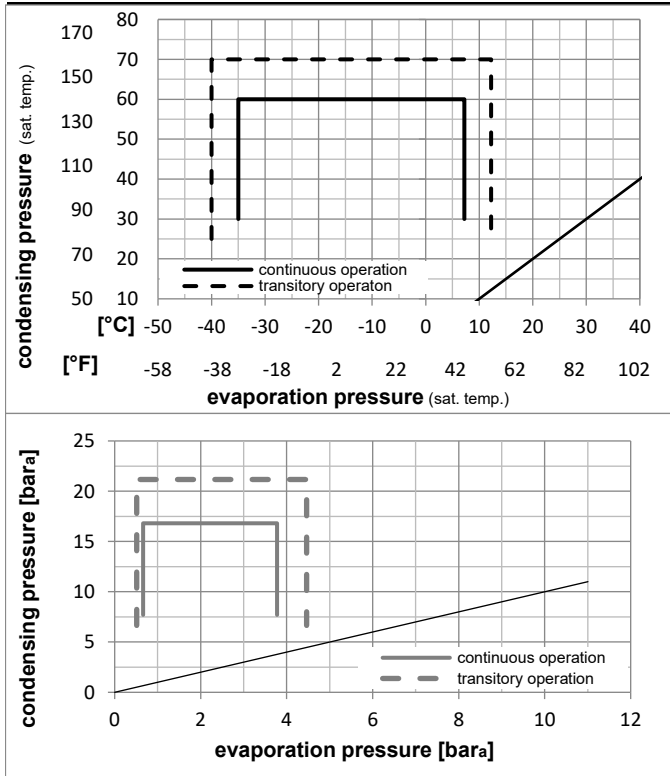 condensing pressure (sat. temp.)
170 80
150 70
130 60
50
110 40
90 30
70 20
50 10
continuous operation
transitory operaton
[°C] -50 -40 -30 -20 -10 0 10 20 30 40
[°F] -58 -38 -18 2 22 42 62 82 102
evaporation pressure (sat. temp.)
condensing pressure [bara]
25
20
15
10
5
0
continuous operation
transitory operation
0 2 4 6 8 10 12
evaporation pressure [bara]